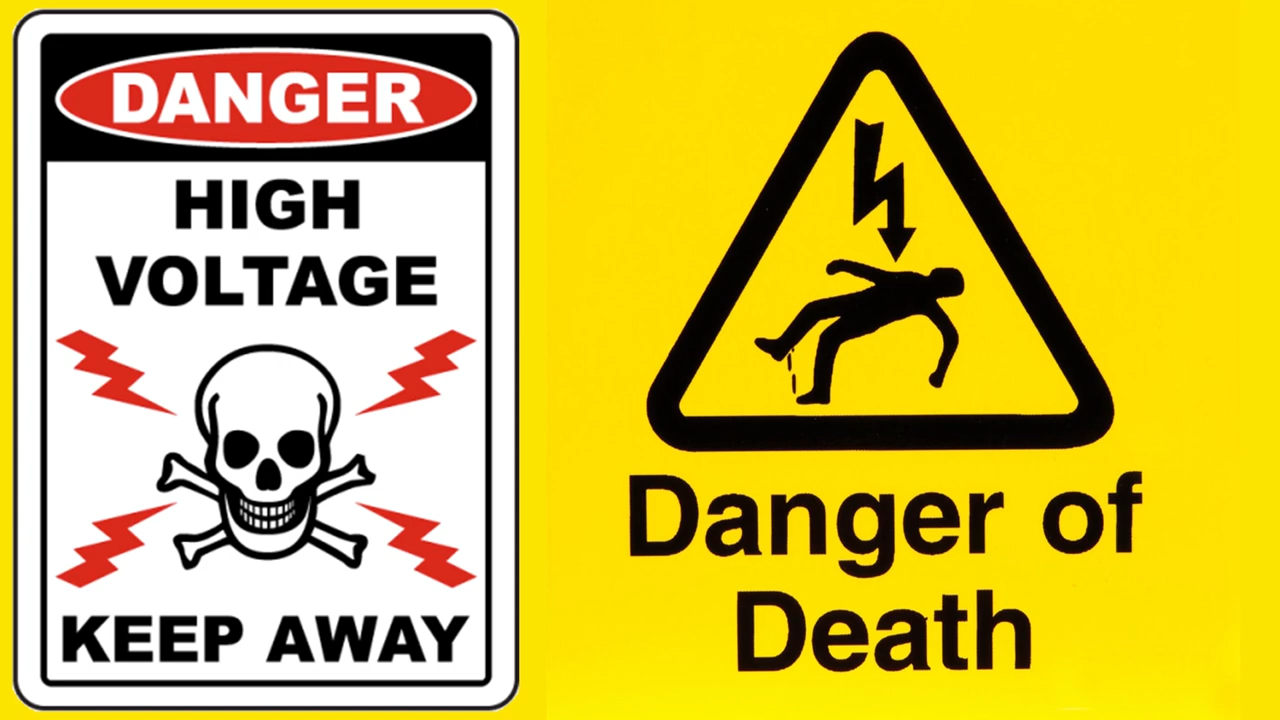 DANGER
HIGH
VOLTAGE
KEEP AWAY
Danger of
Death